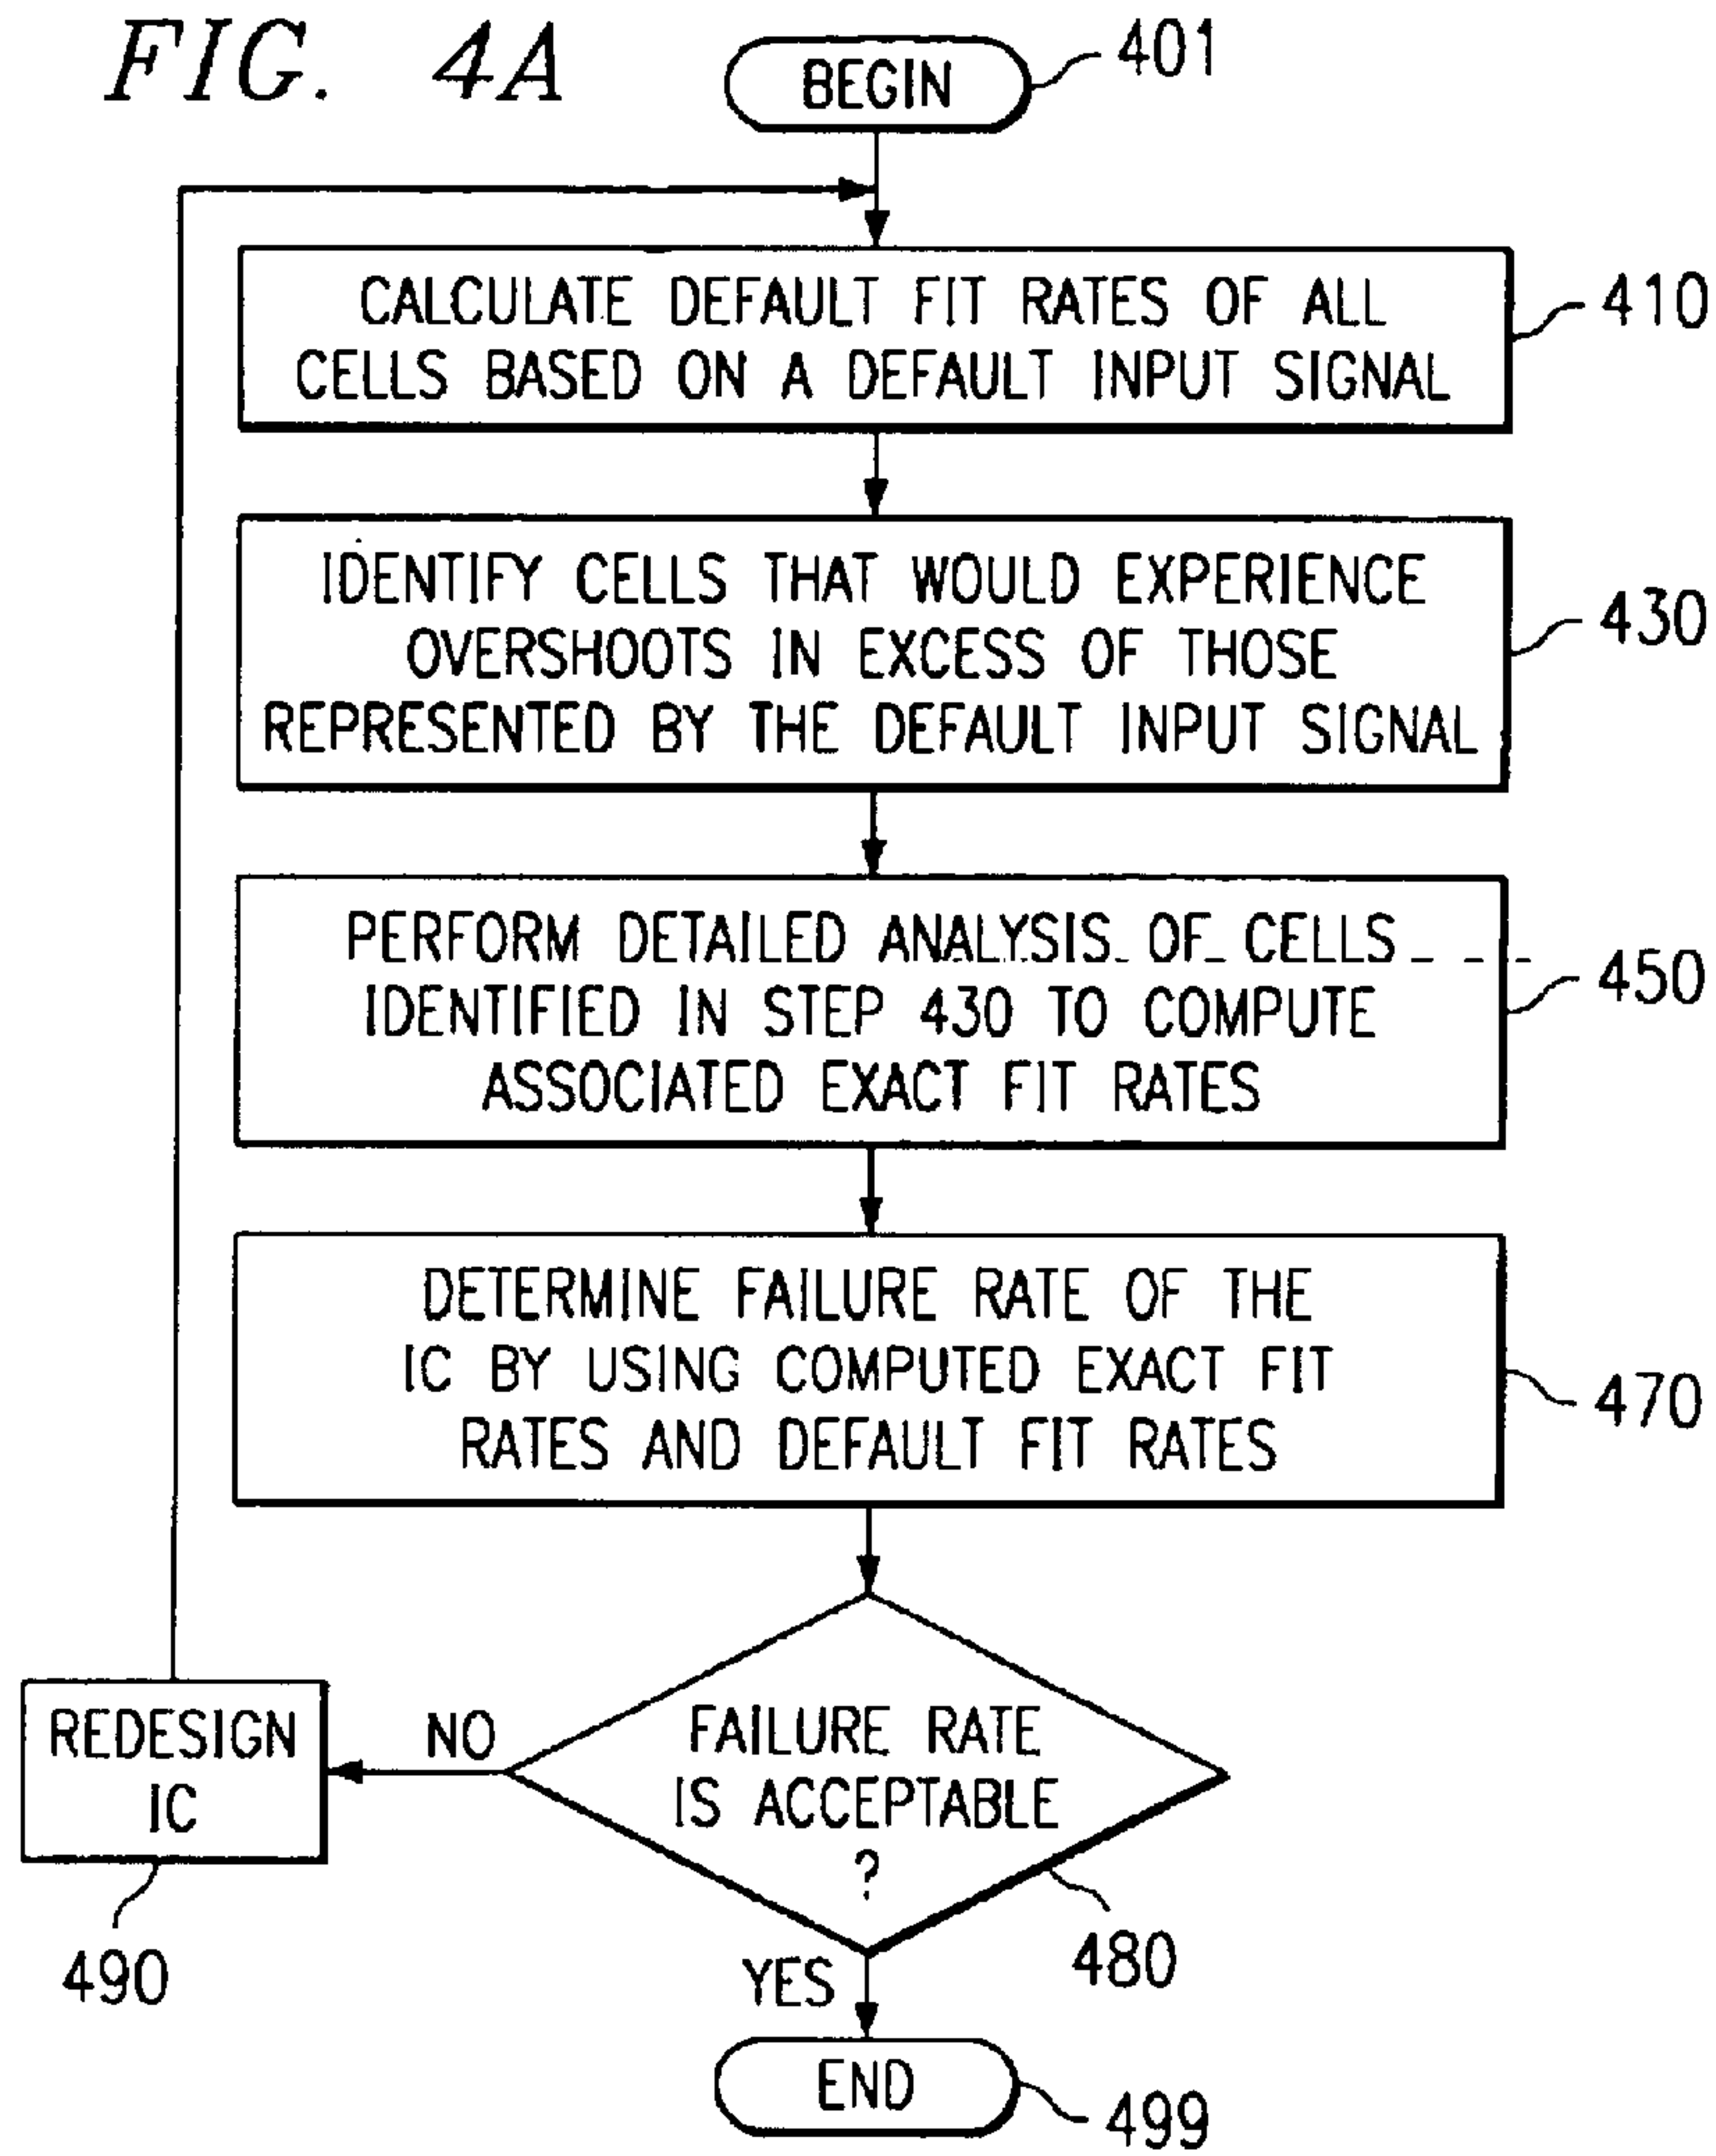 FIG. 4A
BEGIN
401
CALCULATE DEFAULT FIT RATES OF ALL
CELLS BASED ON A DEFAULT INPUT SIGNAL
410
IDENTIFY CELLS THAT WOULD EXPERIENCE
OVERSHOOTS IN EXCESS OF THOSE
REPRESENTED BY THE DEFAULT INPUT SIGNAL
430
PERFORM DETAILED ANALYSIS OF CELLS
IDENTIFIED IN STEP 430 TO COMPUTE
ASSOCIATED EXACT FIT RATES
450
DETERMINE FAILURE RATE OF THE
IC BY USING COMPUTED EXACT FIT
RATES AND DEFAULT FIT RATES
470
REDESIGN
IC
490
NO
FAILURE RATE
IS ACCEPTABLE
?
480
YES
END
499